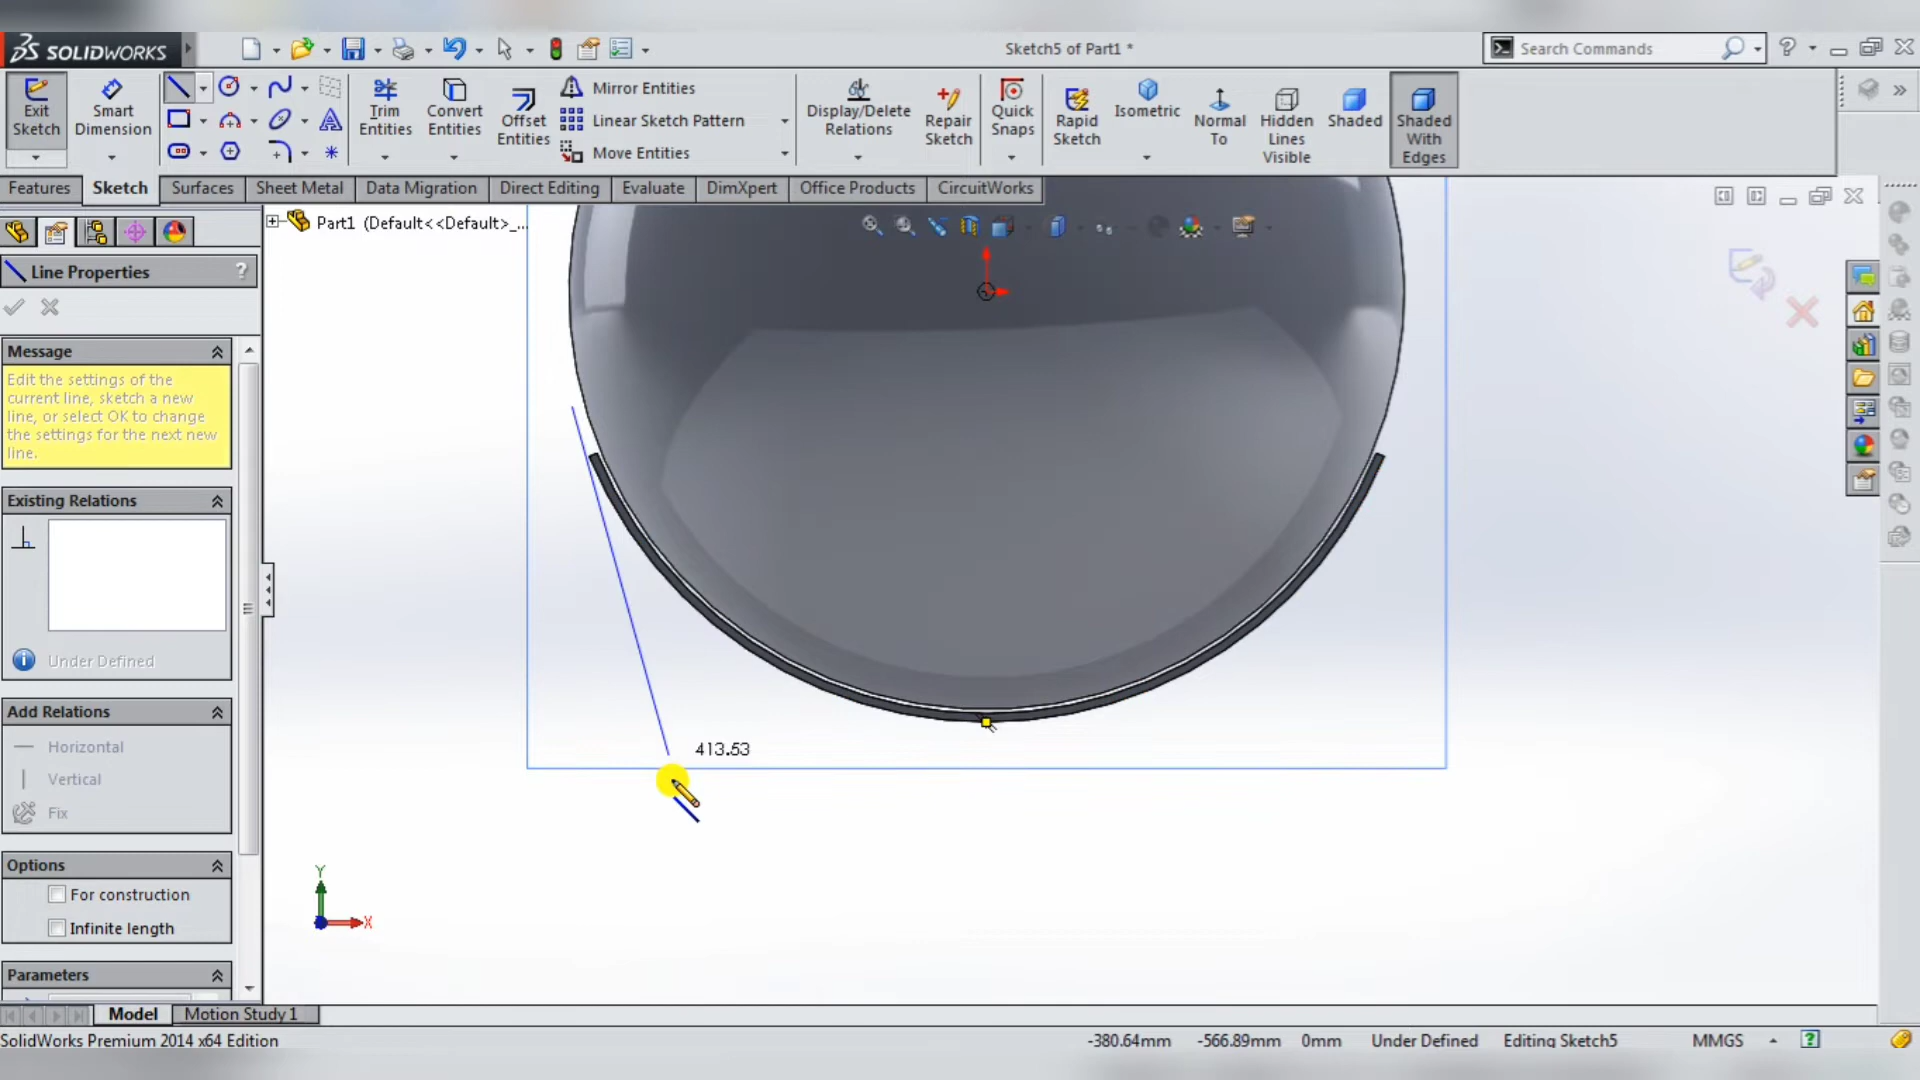 SOLIDWORKS
Sketch5 of Part1 *
Search Commands
Exit Sketch
Smart Dimension
Trim Entities
Convert Entities
Offset Entities
Mirror Entities
Linear Sketch Pattern
Move Entities
Display/Delete Relations
Repair Sketch
Quick Snaps
Rapid Sketch
Isometric
Normal To
Hidden Lines Visible
Shaded
Shaded With Edges
Features
Sketch
Surfaces
Sheet Metal
Data Migration
Direct Editing
Evaluate
DimXpert
Office Products
CircuitWorks
Part1 (Default<<Default>_...
Line Properties
?
Message
Edit the settings of the
current line, sketch a new
line, or select OK to change
the settings for the next new
line.
Existing Relations
Under Defined
Add Relations
Horizontal
Vertical
Fix
Options
For construction
Infinite length
Parameters
413.53
Y
X
Model
Motion Study 1
SolidWorks Premium 2014 x64 Edition
-380.64mm
-566.89mm
0mm
Under Defined
Editing Sketch5
MMGS
?